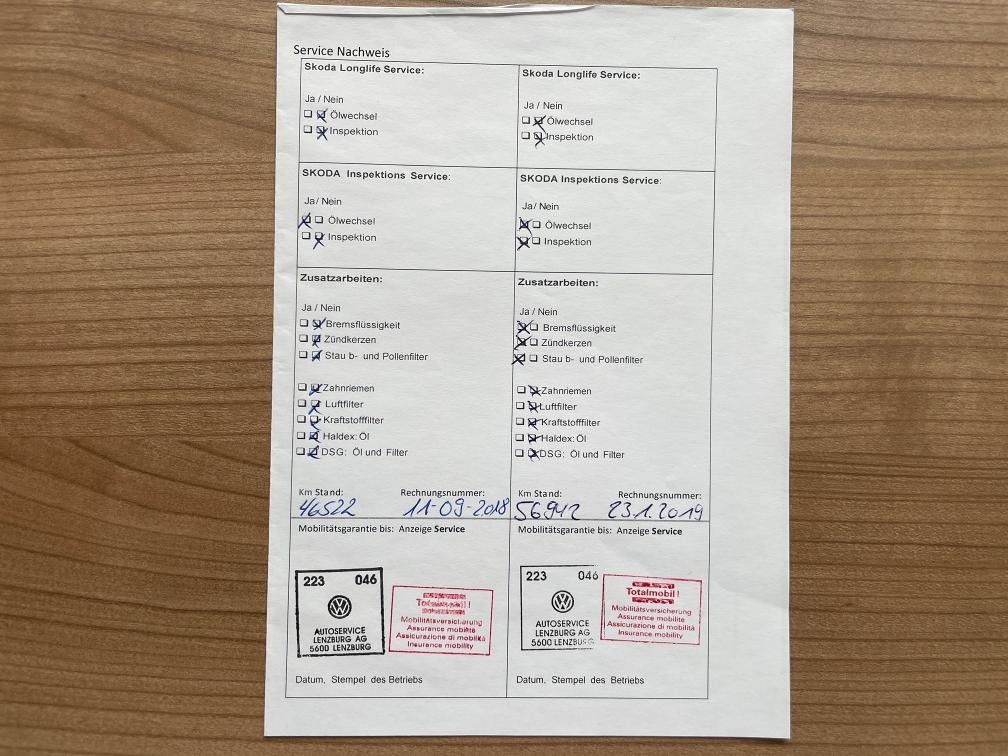 Service Nachweis
Skoda Longlife Service:
Ja / Nein
Ölwechsel
Inspektion
SKODA Inspektions Service:
Ja/ Nein
Ölwechsel
Inspektion
Zusatzarbeiten:
Ja / Nein
Bremsflüssigkeit
Zündkerzen
Stau b- und Pollenfilter
Zahnriemen
Luftfilter
Kraftstofffilter
Haldex: Öl
DSG: Öl und Filter
Km Stand: Rechnungsnummer:
46522 11-09-2018
Mobilitätsgarantie bis: Anzeige Service
223 046
AUTOSERVICE
LENZBURG AG
5600 LENZBURG
Totalmobil!
Mobilitätsversicherung
Assurance mobilité
Assicurazione di mobilità
Insurance mobility
Datum, Stempel des Betriebs
Skoda Longlife Service:
Ja / Nein
Ölwechsel
Inspektion
SKODA Inspektions Service:
Ja / Nein
Ölwechsel
Inspektion
Zusatzarbeiten:
Ja / Nein
Bremsflüssigkeit
Zündkerzen
Stau b- und Pollenfilter
Zahnriemen
Luftfilter
Kraftstofffilter
Haldex: Öl
DSG: Öl und Filter
Km Stand: Rechnungsnummer:
56942 23.1.2019
Mobilitätsgarantie bis: Anzeige Service
223 046
AUTOSERVICE
LENZBURG AG
5600 LENZBURG
Totalmobil!
Mobilitätsversicherung
Assurance mobilité
Assicurazione di mobilità
Insurance mobility
Datum, Stempel des Betriebs